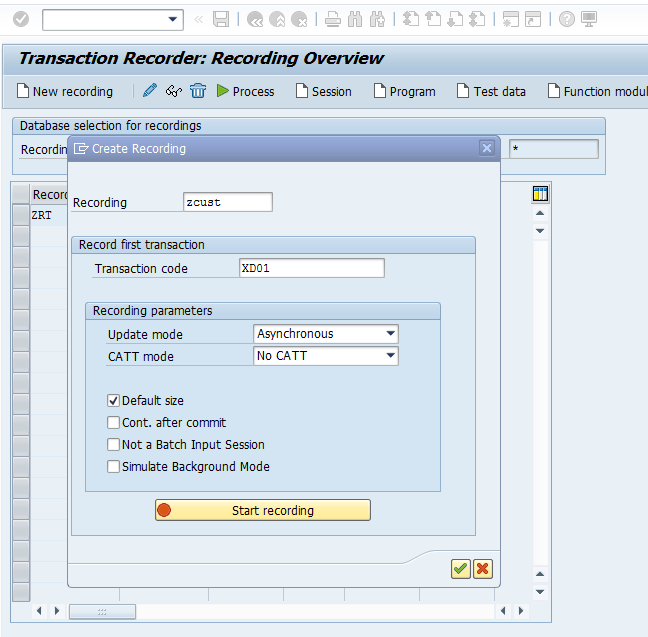 Transaction Recorder: Recording Overview
New recording Process Session Program Test data Function modul
Database selection for recordings
Recordin *
Create Recording
Record
ZRT
Recording zcust
Record first transaction
Transaction code XD01
Recording parameters
Update mode Asynchronous
CATT mode No CATT
Default size
Cont. after commit
Not a Batch Input Session
Simulate Background Mode
Start recording